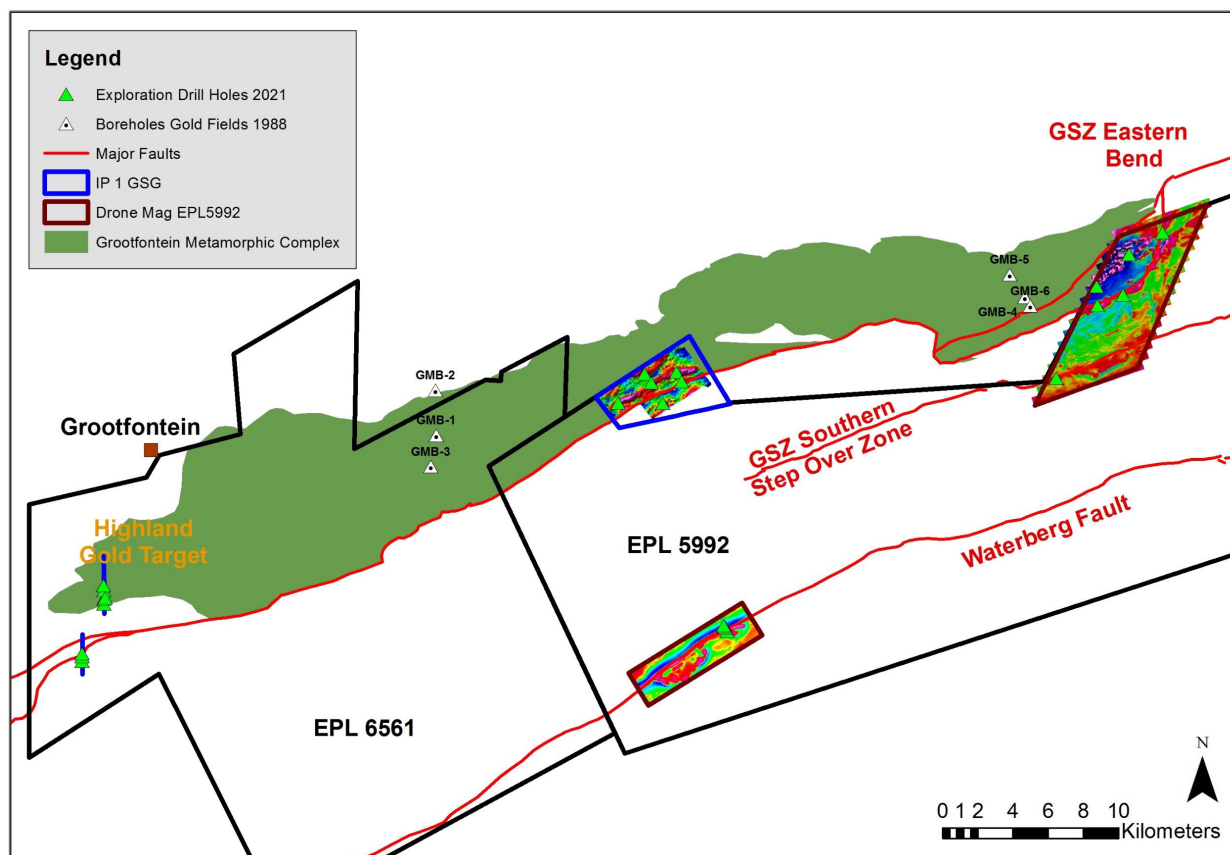 Legend
Exploration Drill Holes 2021
Boreholes Gold Fields 1988
Major Faults
IP 1 GSG
Drone Mag EPL5992
Grootfontein Metamorphic Complex
GSZ Eastern
Bend
GMB-5
GMB-6
GMB-4
GMB-2
GMB-1
GMB-3
Grootfontein
GSZ Southern
Step Over Zone
Highland
Gold Target
EPL 5992
Waterberg Fault
EPL 6561
N
0 1 2 4 6 8 10
Kilometers